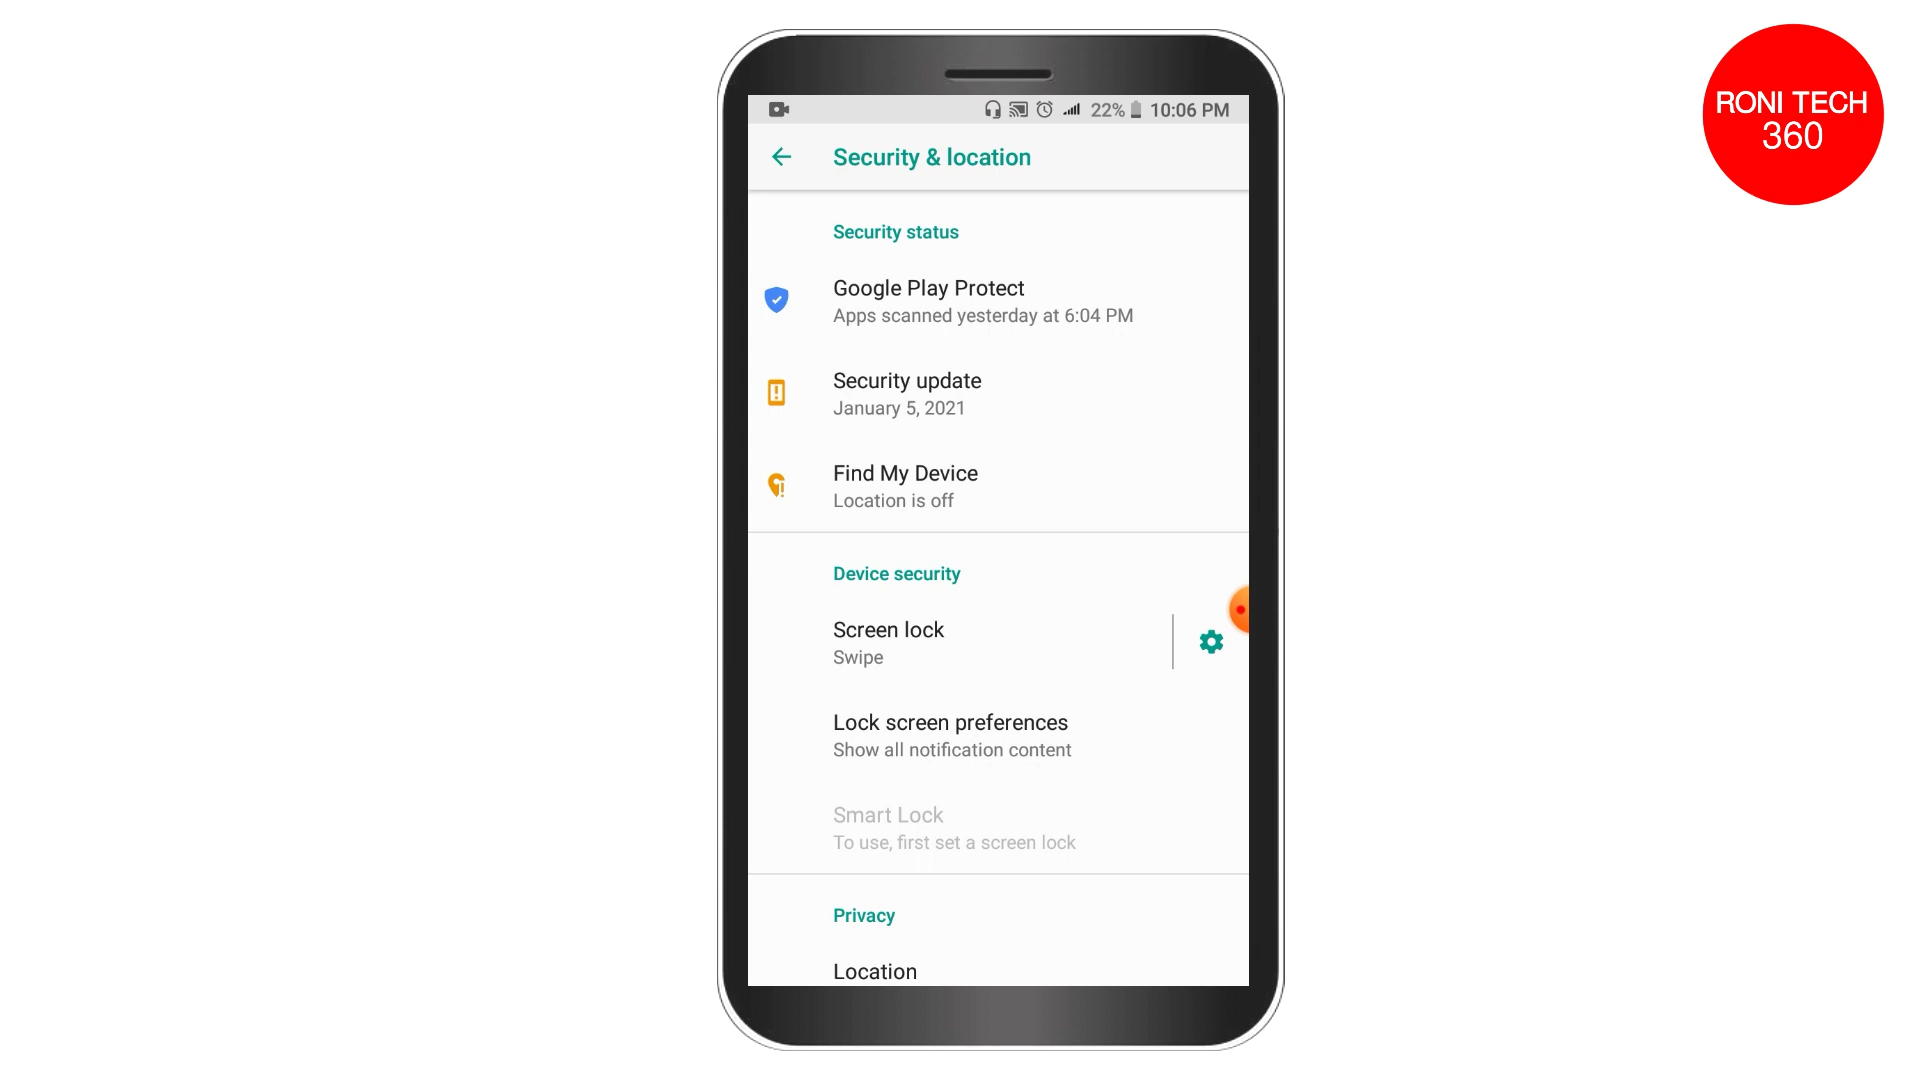 RONI TECH
360
22% 10:06 PM
Security & location
Security status
Google Play Protect
Apps scanned yesterday at 6:04 PM
Security update
January 5, 2021
Find My Device
Location is off
Device security
Screen lock
Swipe
Lock screen preferences
Show all notification content
Smart Lock
To use, first set a screen lock
Privacy
Location